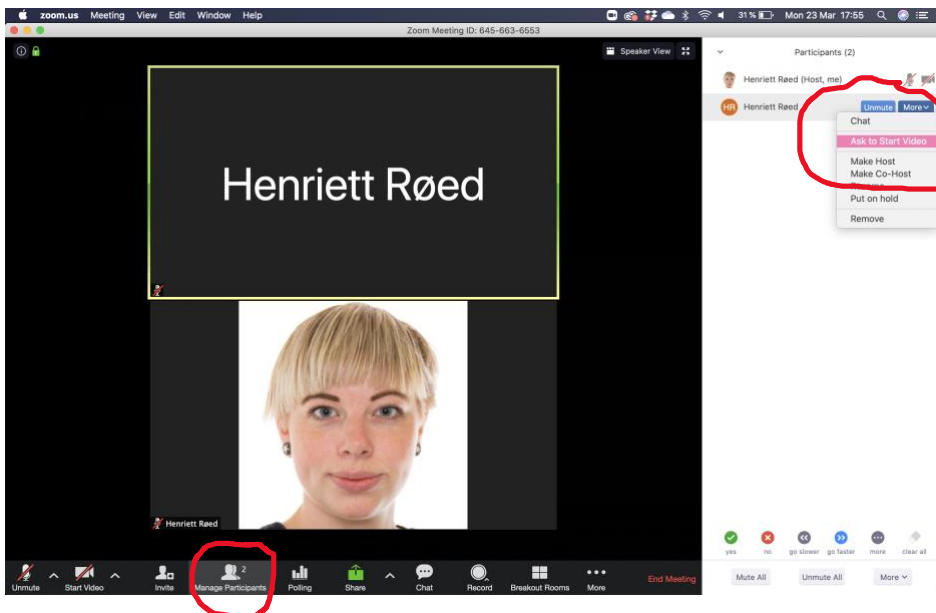 zoom.us Meeting View Edit Window Help 31% Mon 23 Mar 17:55
Zoom Meeting ID: 645-663-6553
Speaker View
Participants (2)
Henriett Røed (Host, me)
HR Henriett Røed Unmute More
Chat
Ask to Start Video
Make Host
Make Co-Host
Rename
Put on hold
Remove
Henriett Røed
Henriett Røed
yes no go slower go faster more clear all
Unmute Start Video Invite Manage Participants 2 Polling Share Chat Record Breakout Rooms More End Meeting
Mute All Unmute All More